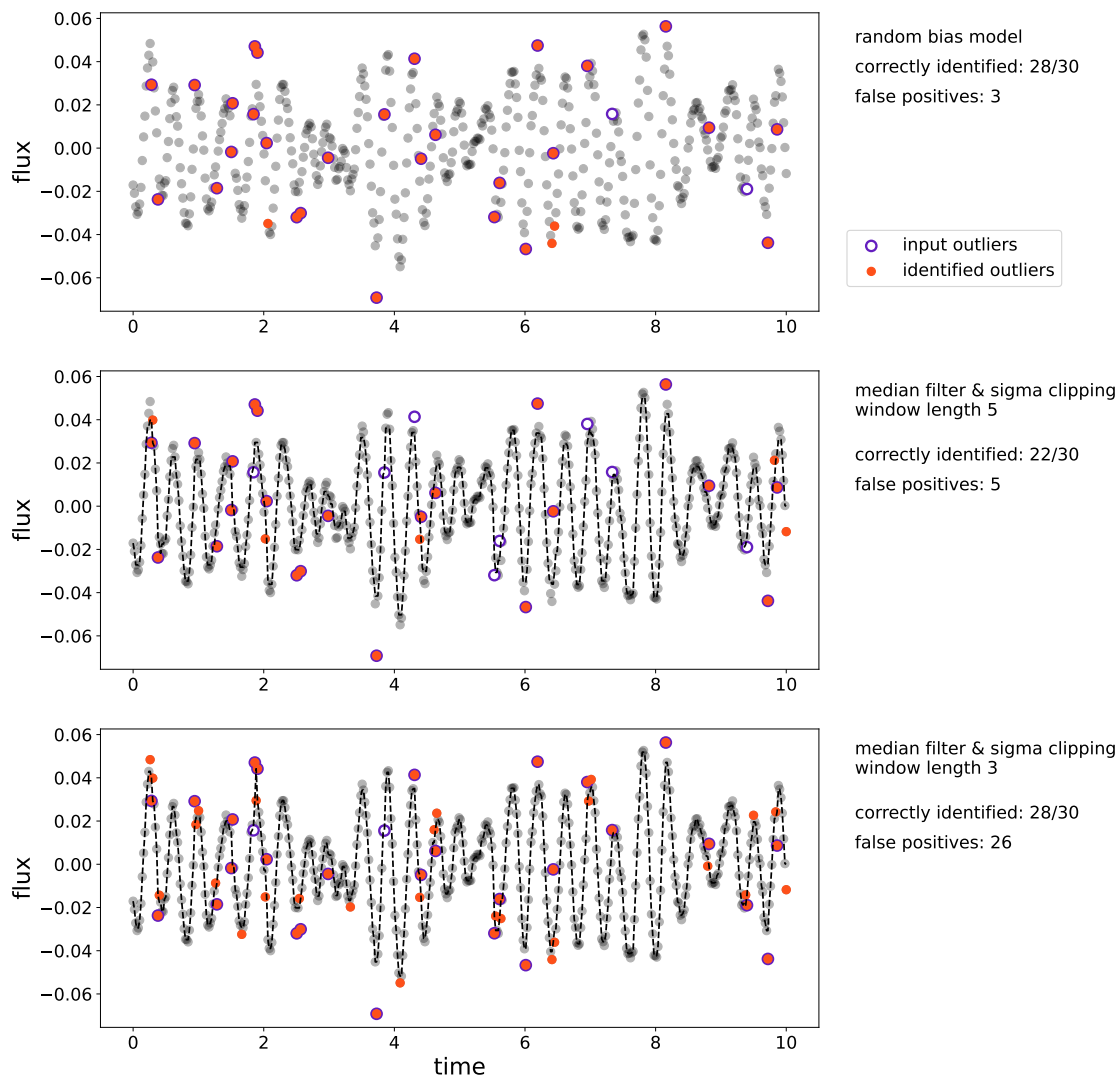 0.06
0.04
0.02
0.00
−0.02
−0.04
−0.06
flux
0 2 4 6 8 10
random bias model
correctly identified: 28/30
false positives: 3
input outliers
identified outliers
0.06
0.04
0.02
0.00
−0.02
−0.04
−0.06
flux
0 2 4 6 8 10
median filter & sigma clipping
window length 5
correctly identified: 22/30
false positives: 5
0.06
0.04
0.02
0.00
−0.02
−0.04
−0.06
flux
0 2 4 6 8 10
time
median filter & sigma clipping
window length 3
correctly identified: 28/30
false positives: 26